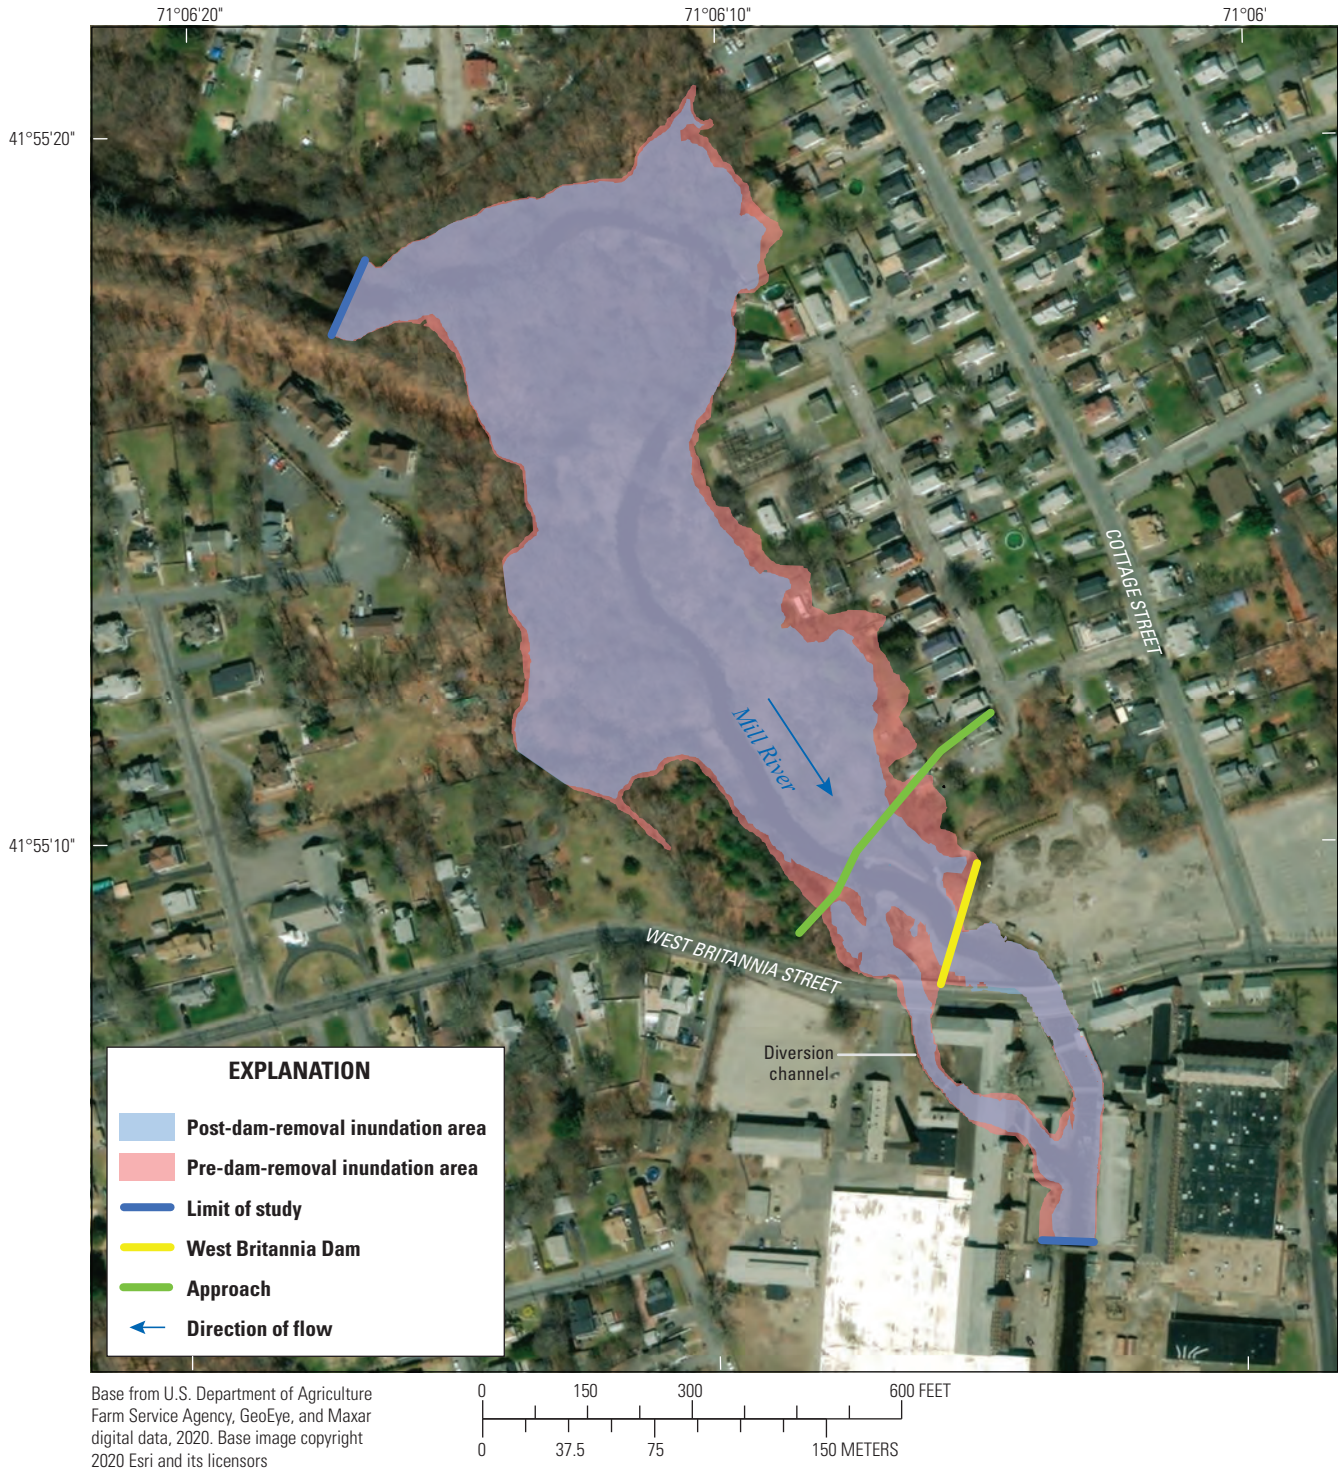 71°06'20"
71°06'10"
71°06'
41°55'20"
COTTAGE STREET
Mill River
41°55'10"
WEST BRITANNIA STREET
Diversion
channel
EXPLANATION
Post-dam-removal inundation area
Pre-dam-removal inundation area
Limit of study
West Britannia Dam
Approach
Direction of flow
Base from U.S. Department of Agriculture
Farm Service Agency, GeoEye, and Maxar
digital data, 2020. Base image copyright
2020 Esri and its licensors
0 150 300 600 FEET
0 37.5 75 150 METERS